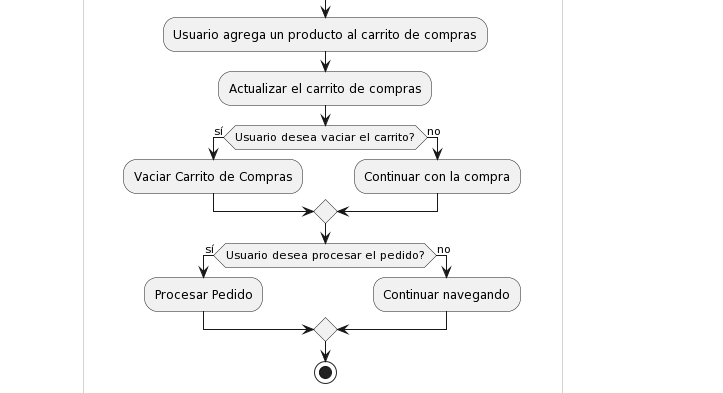 Usuario agrega un producto al carrito de compras
Actualizar el carrito de compras
sí
Usuario desea vaciar el carrito?
no
Vaciar Carrito de Compras
Continuar con la compra
sí
Usuario desea procesar el pedido?
no
Procesar Pedido
Continuar navegando